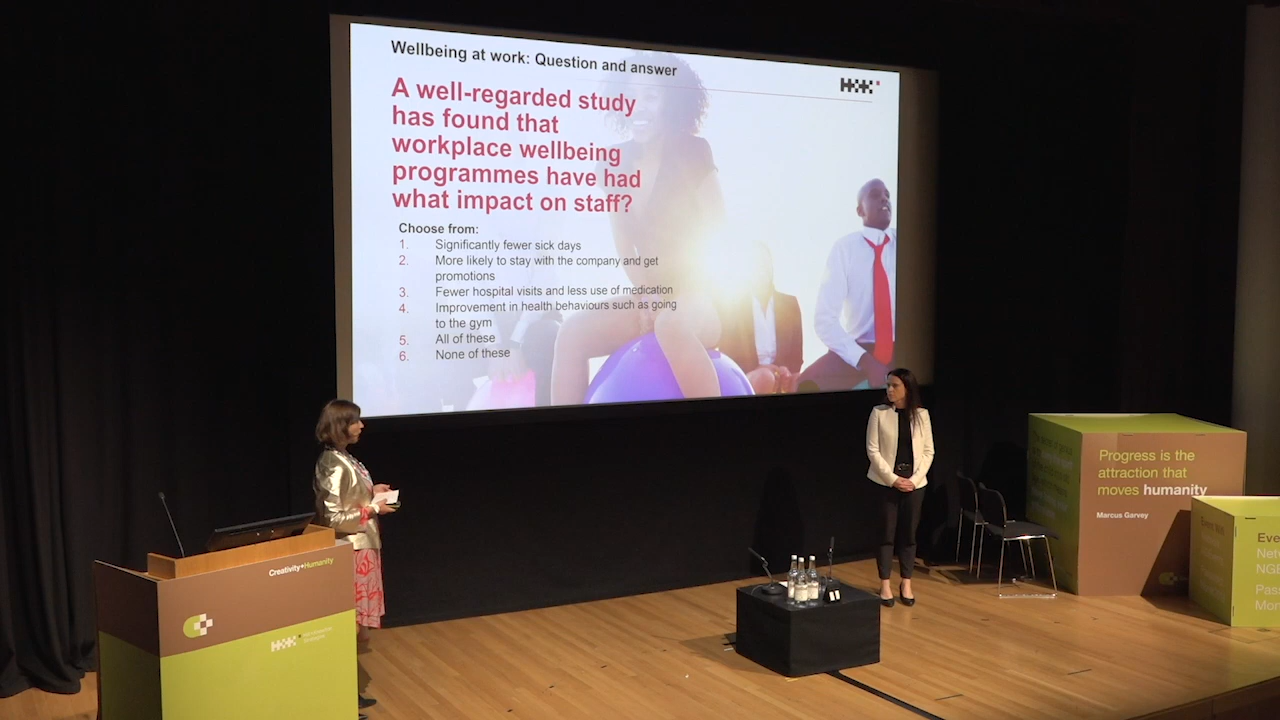 Wellbeing at work: Question and answer
A well-regarded study
has found that
workplace wellbeing
programmes have had
what impact on staff?
Choose from:
1. Significantly fewer sick days
2. More likely to stay with the company and get
promotions
3. Fewer hospital visits and less use of medication
4. Improvement in health behaviours such as going
to the gym
5. All of these
6. None of these
Creativity+Humanity
Progress is the
attraction that
moves humanity
Marcus Garvey